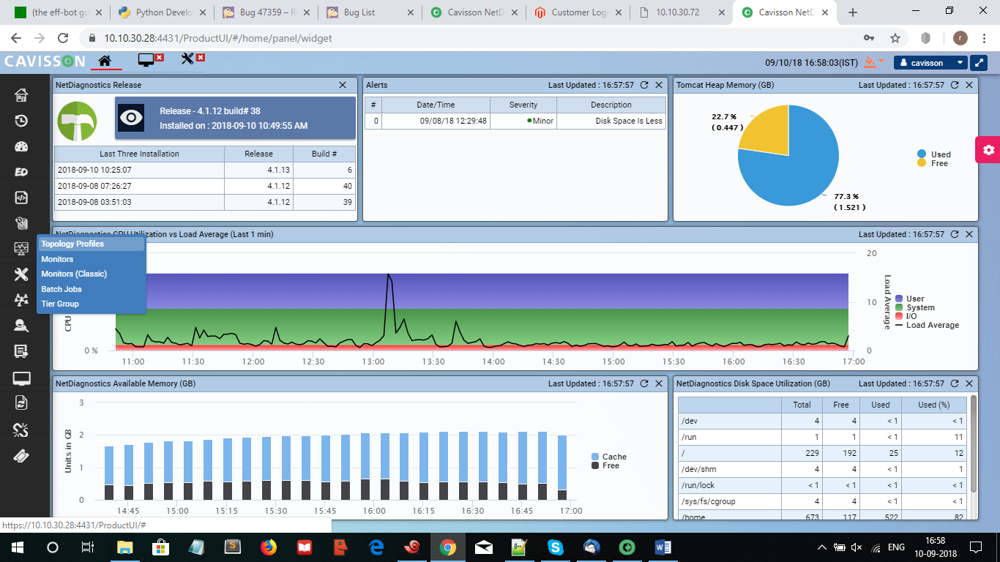 (the eff-bot gu
Python Develo
Bug 47359 – R
Bug List
Cavisson NetD
Customer Logi
10.10.30.72
Cavisson NetD
10.10.30.28:4431/ProductUI/#/home/panel/widget
r
CAVISSON
09/10/18 16:58:03(IST)
cavisson
ED
NetDiagnostics Release
Release - 4.1.12 build# 38
Installed on : 2018-09-10 10:49:55 AM
Last Three Installation Release Build #
2018-09-10 10:25:07 4.1.13 6
2018-09-08 07:26:27 4.1.12 40
2018-09-08 03:51:03 4.1.12 39
Alerts Last Updated : 16:57:57
# Date/Time Severity Description
0 09/08/18 12:29:48 Minor Disk Space Is Less
Tomcat Heap Memory (GB) Last Updated : 16:57:57
22.7 %
( 0.447 )
77.3 %
( 1.521 )
Used
Free
Topology Profiles
Monitors
Monitors (Classic)
Batch Jobs
Tier Group
NetDiagnostics CPU Utilization vs Load Average (Last 1 min) Last Updated : 16:57:57
CPU
0 %
20
10
0
Load Average
User
System
I/O
Load Average
11:00 11:30 12:00 12:30 13:00 13:30 14:00 14:30 15:00 15:30 16:00 16:30 17:00
NetDiagnostics Available Memory (GB) Last Updated : 16:57:57
Units in GB
3
2
1
0
Cache
Free
14:45 15:00 15:15 15:30 15:45 16:00 16:15 16:30 16:45 17:00
NetDiagnostics Disk Space Utilization (GB) Last Updated : 16:57:57
Total Free Used Used (%)
/dev 4 4 < 1 < 1
/run 1 1 < 1 11
/ 229 192 25 12
/dev/shm 4 4 < 1 1
/run/lock < 1 < 1 < 1 < 1
/sys/fs/cgroup 4 4 < 1 < 1
/home 673 117 522 82
https://10.10.30.28:4431/ProductUI/#
ENG
16:58
10-09-2018